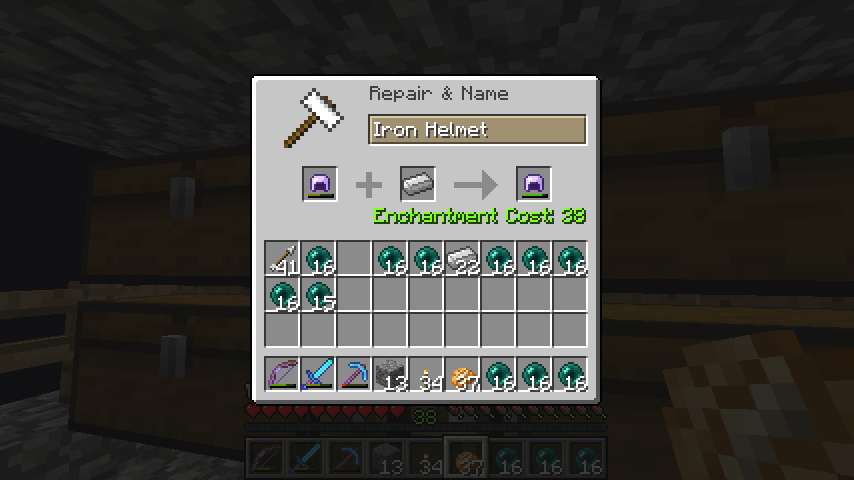 Repair & Name
Iron Helmet
Enchantment Cost: 38
41 16 16 16 22 16 16 16
16 15
13 34 37 16 16 16
38
13 34 37 16 16 16